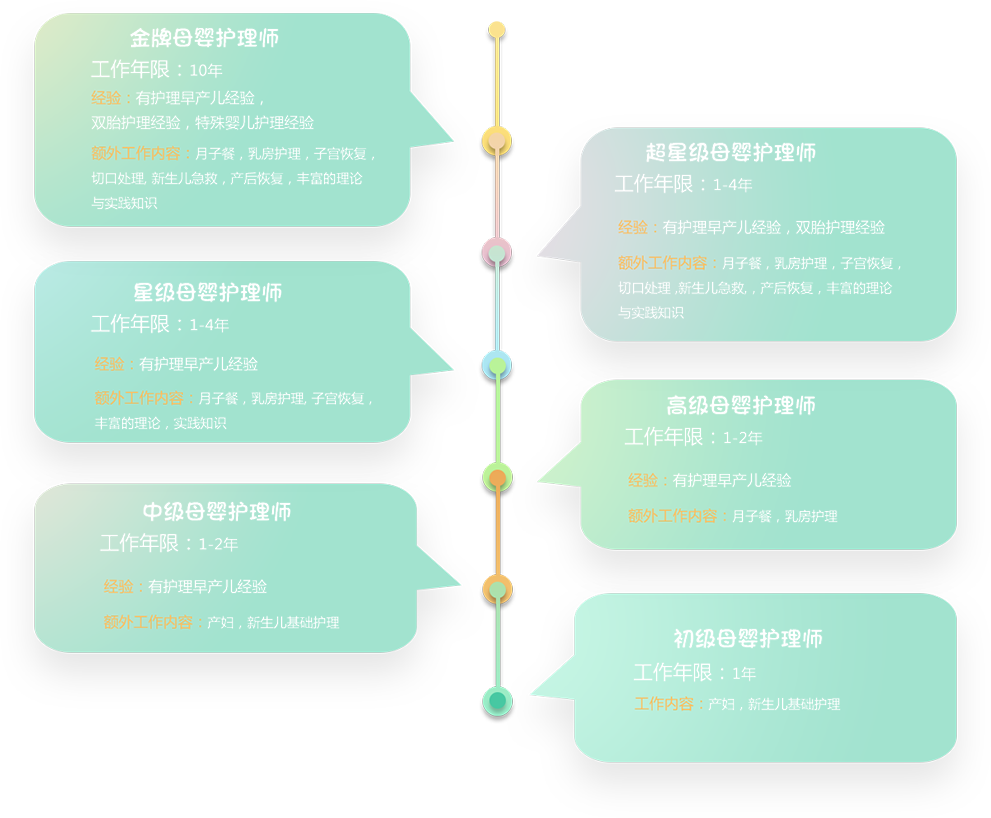 金牌母婴护理师
工作年限：10年
经验：有护理早产儿经验，
双胎护理经验，特殊婴儿护理经验
额外工作内容：月子餐，乳房护理，子宫恢复，
切口处理, 新生儿急救，产后恢复，丰富的理论
与实践知识
超星级母婴护理师
工作年限：1-4年
经验：有护理早产儿经验，双胎护理经验
额外工作内容：月子餐，乳房护理，子宫恢复，
切口处理 ,新生儿急救,，产后恢复，丰富的理论
与实践知识
星级母婴护理师
工作年限：1-4年
经验：有护理早产儿经验
额外工作内容：月子餐，乳房护理, 子宫恢复，
丰富的理论，实践知识
高级母婴护理师
工作年限：1-2年
经验：有护理早产儿经验
额外工作内容：月子餐，乳房护理
中级母婴护理师
工作年限：1-2年
经验：有护理早产儿经验
额外工作内容：产妇，新生儿基础护理
初级母婴护理师
工作年限：1年
工作内容：产妇，新生儿基础护理